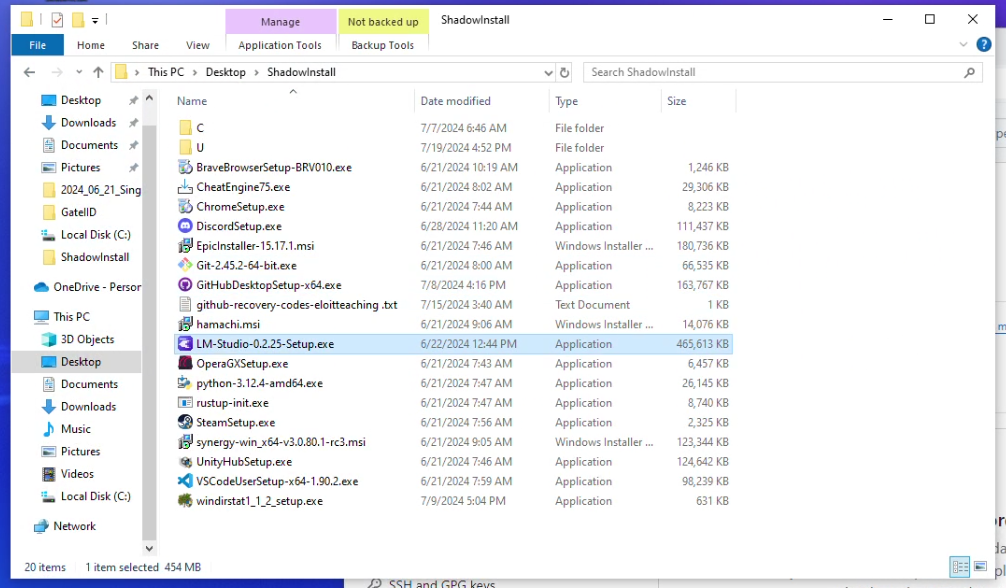 Manage Not backed up ShadowInstall
File Home Share View Application Tools Backup Tools
This PC > Desktop > ShadowInstall Search ShadowInstall
Name Date modified Type Size
Desktop
Downloads
Documents
Pictures
2024_06_21_Sing
GateIID
Local Disk (C:)
ShadowInstall
OneDrive - Person
This PC
3D Objects
Desktop
Documents
Downloads
Music
Pictures
Videos
Local Disk (C:)
Network
C 7/7/2024 6:46 AM File folder
U 7/19/2024 4:52 PM File folder
BraveBrowserSetup-BRV010.exe 6/21/2024 10:19 AM Application 1,246 KB
CheatEngine75.exe 6/21/2024 8:02 AM Application 29,306 KB
ChromeSetup.exe 6/21/2024 7:44 AM Application 8,223 KB
DiscordSetup.exe 6/28/2024 11:20 AM Application 111,437 KB
EpicInstaller-15.17.1.msi 6/21/2024 7:46 AM Windows Installer ... 180,736 KB
Git-2.45.2-64-bit.exe 6/21/2024 8:00 AM Application 66,535 KB
GitHubDesktopSetup-x64.exe 7/8/2024 4:16 PM Application 163,767 KB
github-recovery-codes-eloitteaching .txt 7/15/2024 3:40 AM Text Document 1 KB
hamachi.msi 6/21/2024 9:06 AM Windows Installer ... 14,076 KB
LM-Studio-0.2.25-Setup.exe 6/22/2024 12:44 PM Application 465,613 KB
OperaGXSetup.exe 6/21/2024 7:43 AM Application 6,457 KB
python-3.12.4-amd64.exe 6/21/2024 7:47 AM Application 26,145 KB
rustup-init.exe 6/21/2024 7:47 AM Application 8,740 KB
SteamSetup.exe 6/21/2024 7:56 AM Application 2,325 KB
synergy-win_x64-v3.0.80.1-rc3.msi 6/21/2024 9:05 AM Windows Installer ... 123,344 KB
UnityHubSetup.exe 6/21/2024 7:46 AM Application 124,642 KB
VSCodeUserSetup-x64-1.90.2.exe 6/21/2024 7:59 AM Application 98,239 KB
windirstat1_1_2_setup.exe 7/9/2024 5:04 PM Application 631 KB
20 items 1 item selected 454 MB
SSH and GPG keys